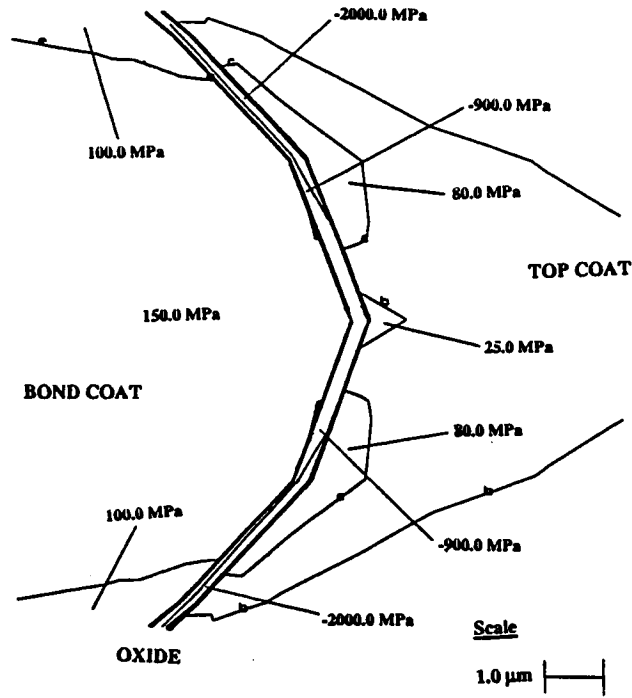 -2000.0 MPa
e
c
100.0 MPa
-900.0 MPa
80.0 MPa
TOP COAT
b
150.0 MPa
25.0 MPa
BOND COAT
80.0 MPa
b
100.0 MPa
-900.0 MPa
b
-2000.0 MPa
Scale
OXIDE
1.0 μm